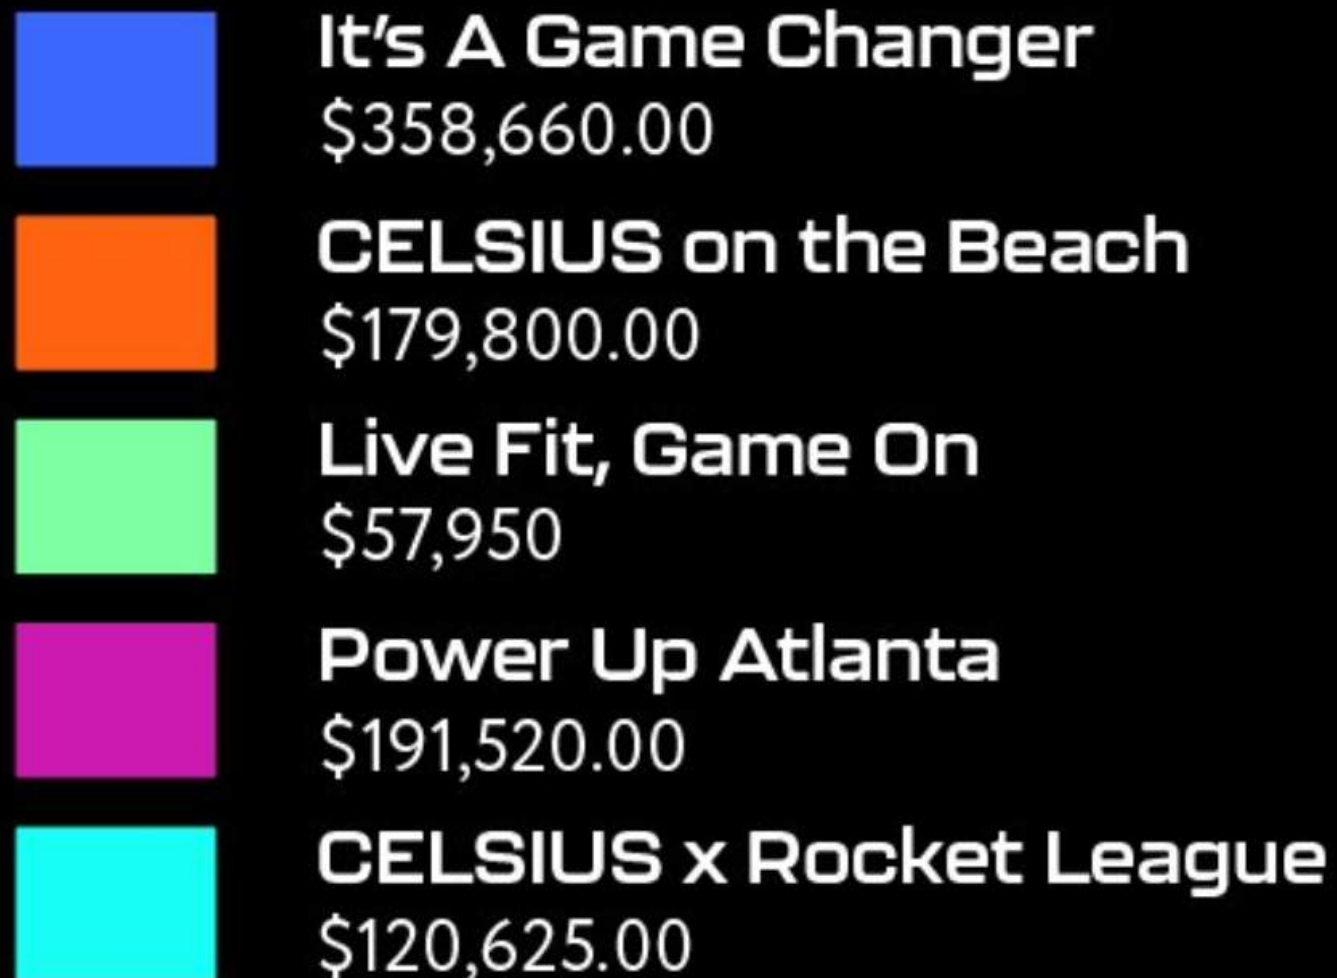 It's A Game Changer
$358,660.00
CELSIUS on the Beach
$179,800.00
Live Fit, Game On
$57,950
Power Up Atlanta
$191,520.00
CELSIUS x Rocket League
$120,625.00